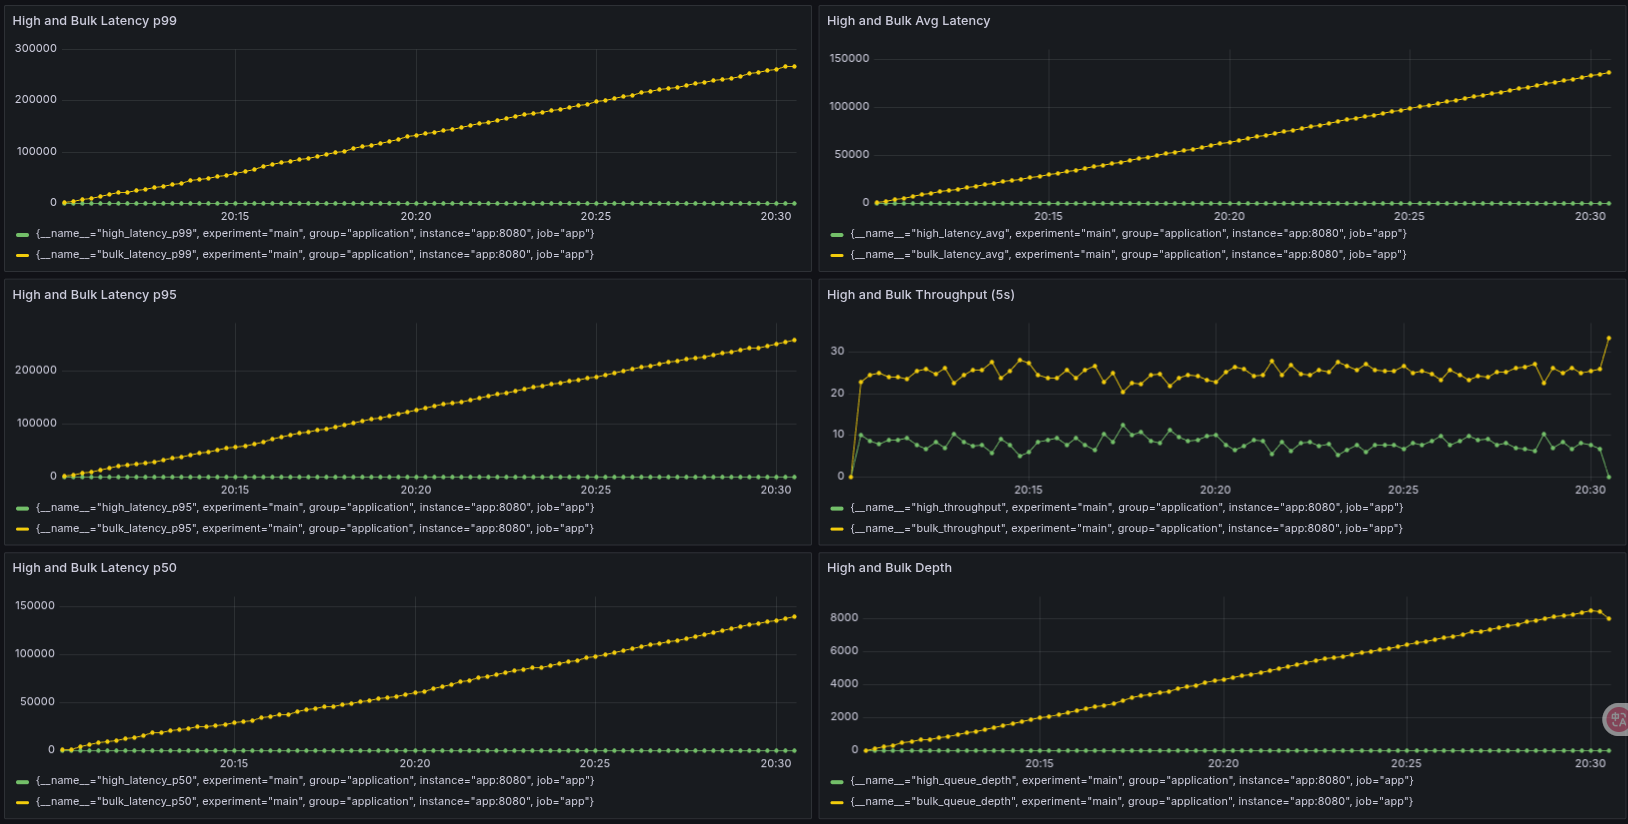 High and Bulk Latency p99
300000
200000
100000
0
20:15 20:20 20:25 20:30
{__name__="high_latency_p99", experiment="main", group="application", instance="app:8080", job="app"}
{__name__="bulk_latency_p99", experiment="main", group="application", instance="app:8080", job="app"}
High and Bulk Avg Latency
150000
100000
50000
0
20:15 20:20 20:25 20:30
{__name__="high_latency_avg", experiment="main", group="application", instance="app:8080", job="app"}
{__name__="bulk_latency_avg", experiment="main", group="application", instance="app:8080", job="app"}
High and Bulk Latency p95
200000
100000
0
20:15 20:20 20:25 20:30
{__name__="high_latency_p95", experiment="main", group="application", instance="app:8080", job="app"}
{__name__="bulk_latency_p95", experiment="main", group="application", instance="app:8080", job="app"}
High and Bulk Throughput (5s)
30
20
10
0
20:15 20:20 20:25 20:30
{__name__="high_throughput", experiment="main", group="application", instance="app:8080", job="app"}
{__name__="bulk_throughput", experiment="main", group="application", instance="app:8080", job="app"}
High and Bulk Latency p50
150000
100000
50000
0
20:15 20:20 20:25 20:30
{__name__="high_latency_p50", experiment="main", group="application", instance="app:8080", job="app"}
{__name__="bulk_latency_p50", experiment="main", group="application", instance="app:8080", job="app"}
High and Bulk Depth
8000
6000
4000
2000
0
20:15 20:20 20:25 20:30
{__name__="high_queue_depth", experiment="main", group="application", instance="app:8080", job="app"}
{__name__="bulk_queue_depth", experiment="main", group="application", instance="app:8080", job="app"}
中A